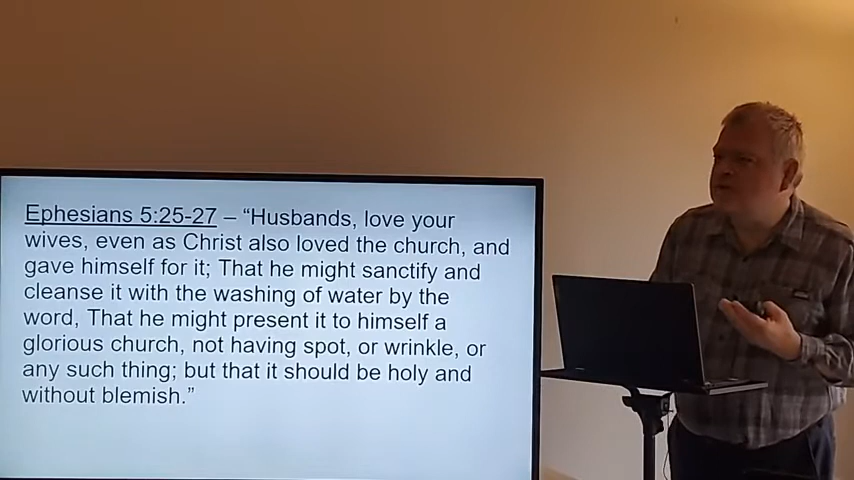 Ephesians 5:25-27 – “Husbands, love your
wives, even as Christ also loved the church, and
gave himself for it; That he might sanctify and
cleanse it with the washing of water by the
word, That he might present it to himself a
glorious church, not having spot, or wrinkle, or
any such thing; but that it should be holy and
without blemish.”